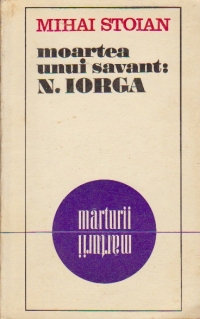 MIHAI STOIAN
moartea
unui savant:
N. IORGA
mărturii
mărturii